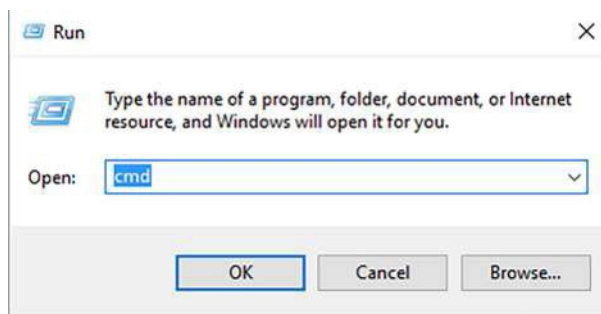 Run
Type the name of a program, folder, document, or Internet
resource, and Windows will open it for you.
Open: cmd
OK Cancel Browse...